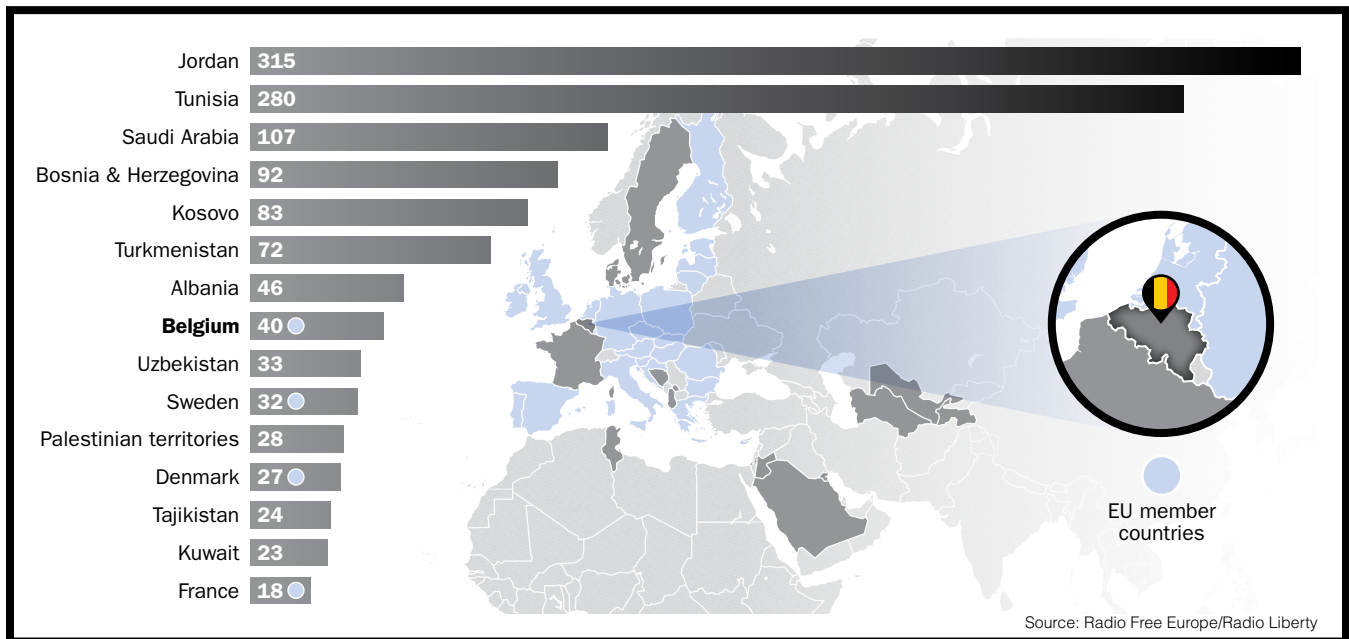 Jordan 315
Tunisia 280
Saudi Arabia 107
Bosnia & Herzegovina 92
Kosovo 83
Turkmenistan 72
Albania 46
Belgium 40
Uzbekistan 33
Sweden 32
Palestinian territories 28
Denmark 27
Tajikistan 24
Kuwait 23
France 18
EU member
countries
Source: Radio Free Europe/Radio Liberty